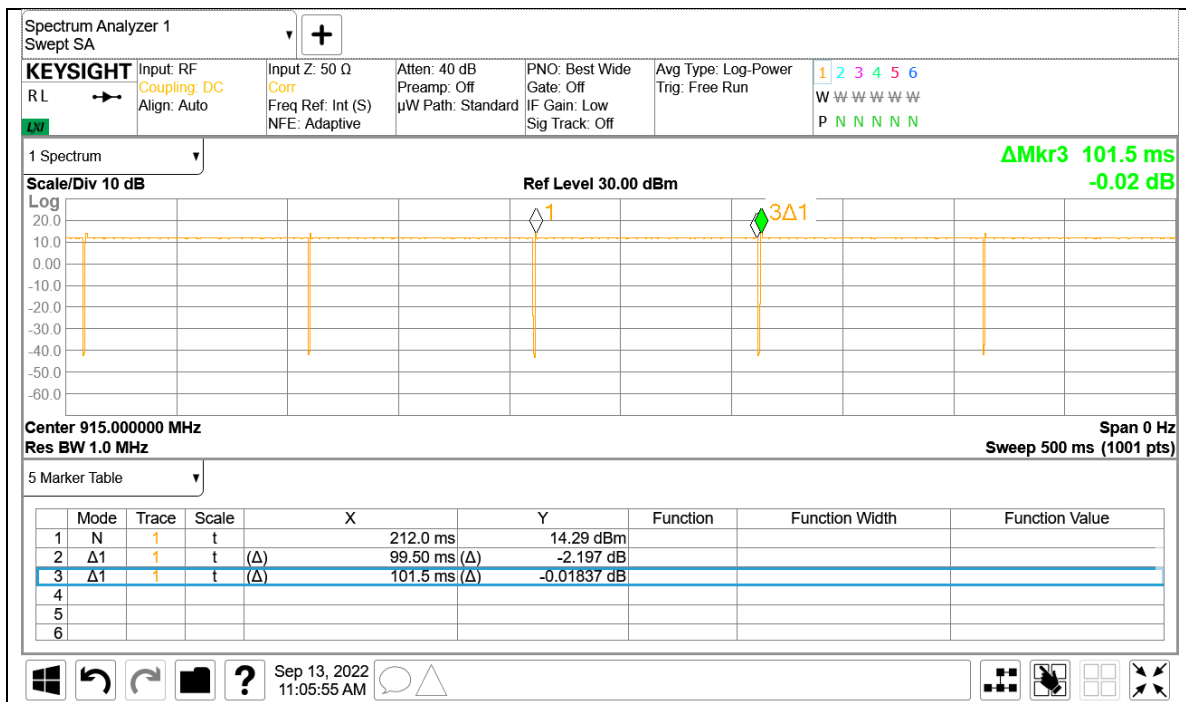 Spectrum Analyzer 1
Swept SA
▼
+
KEYSIGHT
RL
LXI
Input: RF
Coupling: DC
Align: Auto
Input Z: 50 Ω
Corr
Freq Ref: Int (S)
NFE: Adaptive
Atten: 40 dB
Preamp: Off
µW Path: Standard
PNO: Best Wide
Gate: Off
IF Gain: Low
Sig Track: Off
Avg Type: Log-Power
Trig: Free Run
1 2 3 4 5 6
W W W W W W
P N N N N N
1 Spectrum ▼
ΔMkr3 101.5 ms
-0.02 dB
Scale/Div 10 dB
Ref Level 30.00 dBm
Log
20.0
10.0
0.00
-10.0
-20.0
-30.0
-40.0
-50.0
-60.0
1
3Δ1
Center 915.000000 MHz
Res BW 1.0 MHz
Span 0 Hz
Sweep 500 ms (1001 pts)
5 Marker Table ▼
Mode Trace Scale X Y Function Function Width Function Value
1 N 1 t 212.0 ms 14.29 dBm
2 Δ1 1 t (Δ) 99.50 ms (Δ) -2.197 dB
3 Δ1 1 t (Δ) 101.5 ms (Δ) -0.01837 dB
4
5
6
?
Sep 13, 2022
11:05:55 AM